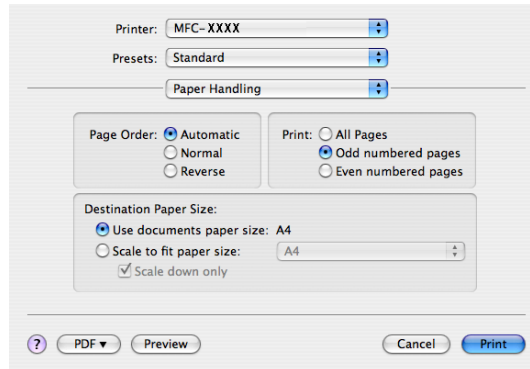 Printer: MFC-XXXX
Presets: Standard
Paper Handling
Page Order: Automatic
Normal
Reverse
Print: All Pages
Odd numbered pages
Even numbered pages
Destination Paper Size:
Use documents paper size: A4
Scale to fit paper size: A4
Scale down only
? PDF▼ Preview Cancel Print